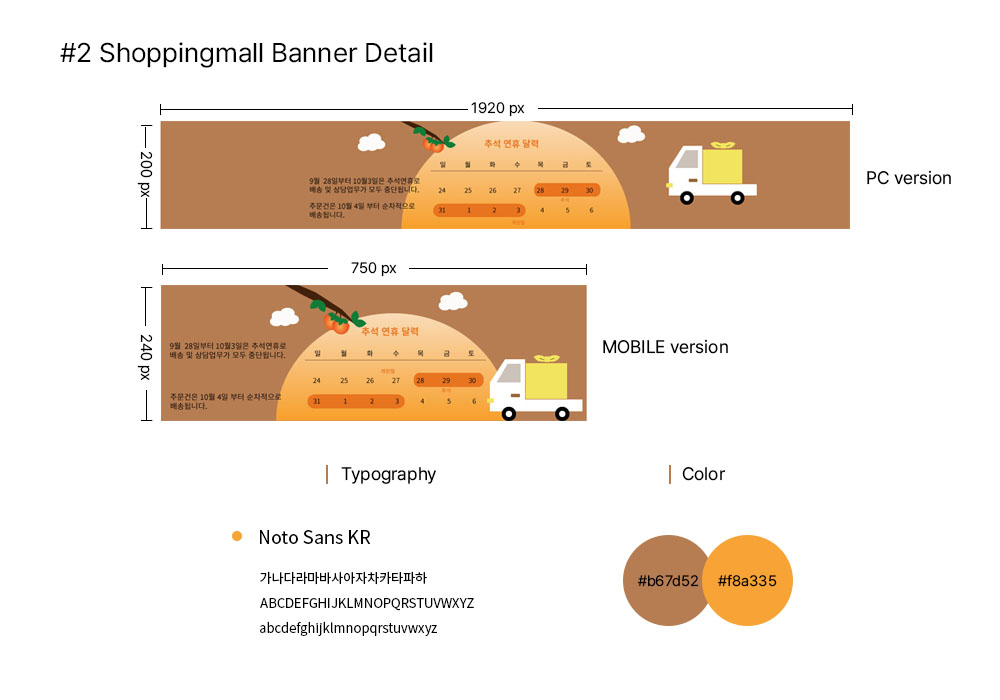 #2 Shoppingmall Banner Detail
1920 px
200 px
PC version
추석 연휴 달력
일 월 화 수 목 금 토
9월 28일부터 10월3일은 추석연휴로
배송 및 상담업무가 모두 중단됩니다.
24 25 26 27 28 29 30
추석
주문건은 10월 4일 부터 순차적으로
배송됩니다.
31 1 2 3 4 5 6
개천절
750 px
240 px
MOBILE version
추석 연휴 달력
9월 28일부터 10월3일은 추석연휴로
배송 및 상담업무가 모두 중단됩니다.
일 월 화 수 목 금 토
24 25 26 27 28 29 30
추석
주문건은 10월 4일 부터 순차적으로
배송됩니다.
31 1 2 3 4 5 6
Typography
Color
Noto Sans KR
가나다라마바사아자차카타파하
ABCDEFGHIJKLMNOPQRSTUVWXYZ
abcdefghijklmnopqrstuvwxyz
#b67d52
#f8a335